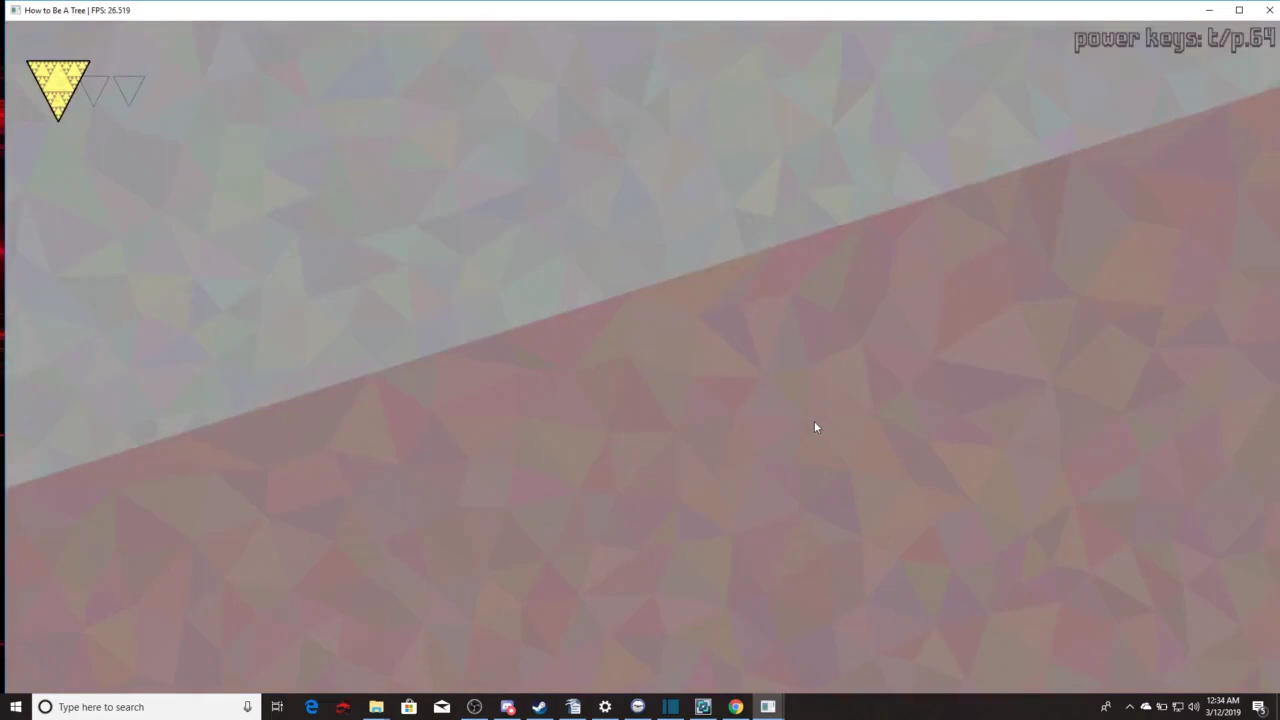 How to Be A Tree | FPS: 26.519
power keys: t/p.64
Type here to search
12:34 AM
3/12/2019
5